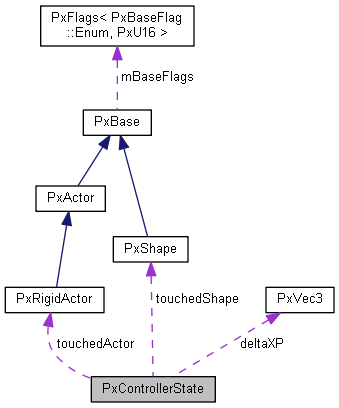 PxFlags< PxBaseFlag
::Enum, PxU16 >
mBaseFlags
PxBase
PxActor
PxShape
PxRigidActor
PxVec3
touchedActor
touchedShape
deltaXP
PxControllerState